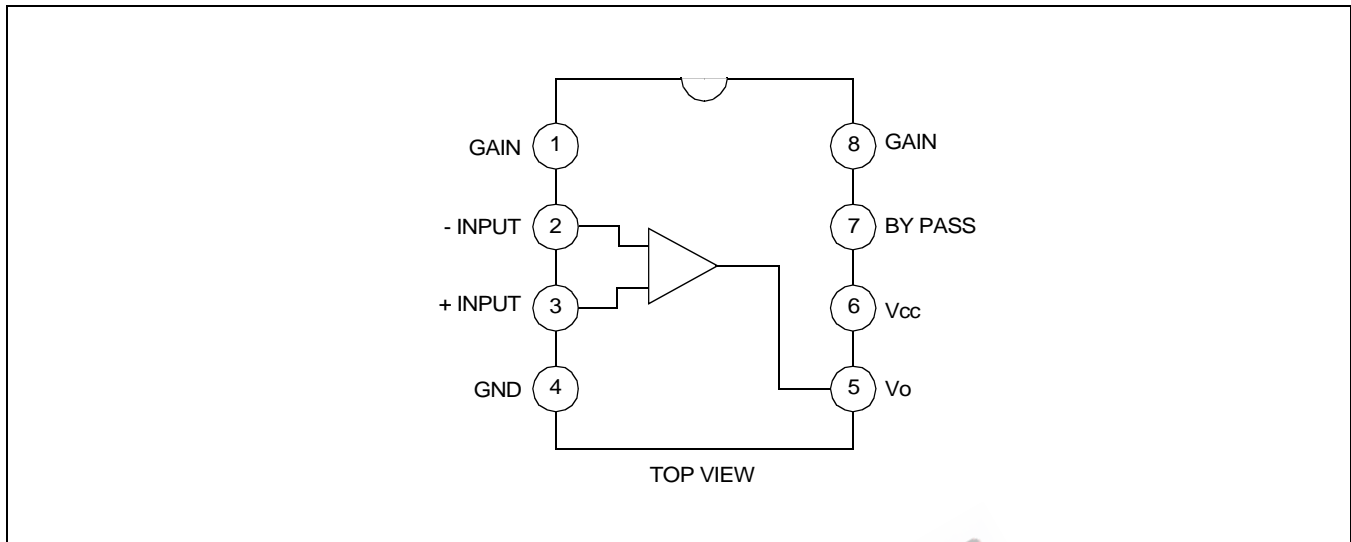 GAIN 1
8 GAIN
- INPUT 2
7 BY PASS
+ INPUT 3
6 Vcc
GND 4
5 Vo
TOP VIEW